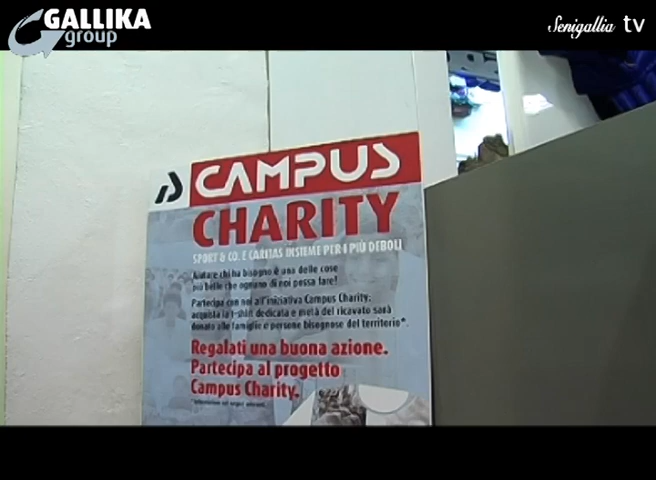 GALLIKA
group
Senigallia tv
CAMPUS
CHARITY
SPORT & CO. E CARITAS INSIEME PER I PIÙ DEBOLI
Aiutare chi ha bisogno è una delle cose
più belle che ognuno di noi possa fare!
Partecipa con noi all'iniziativa Campus Charity:
acquista la t-shirt dedicata e metà del ricavato sarà
donato alle famiglie e persone bisognose del territorio*.
Regalati una buona azione.
Partecipa al progetto
Campus Charity.